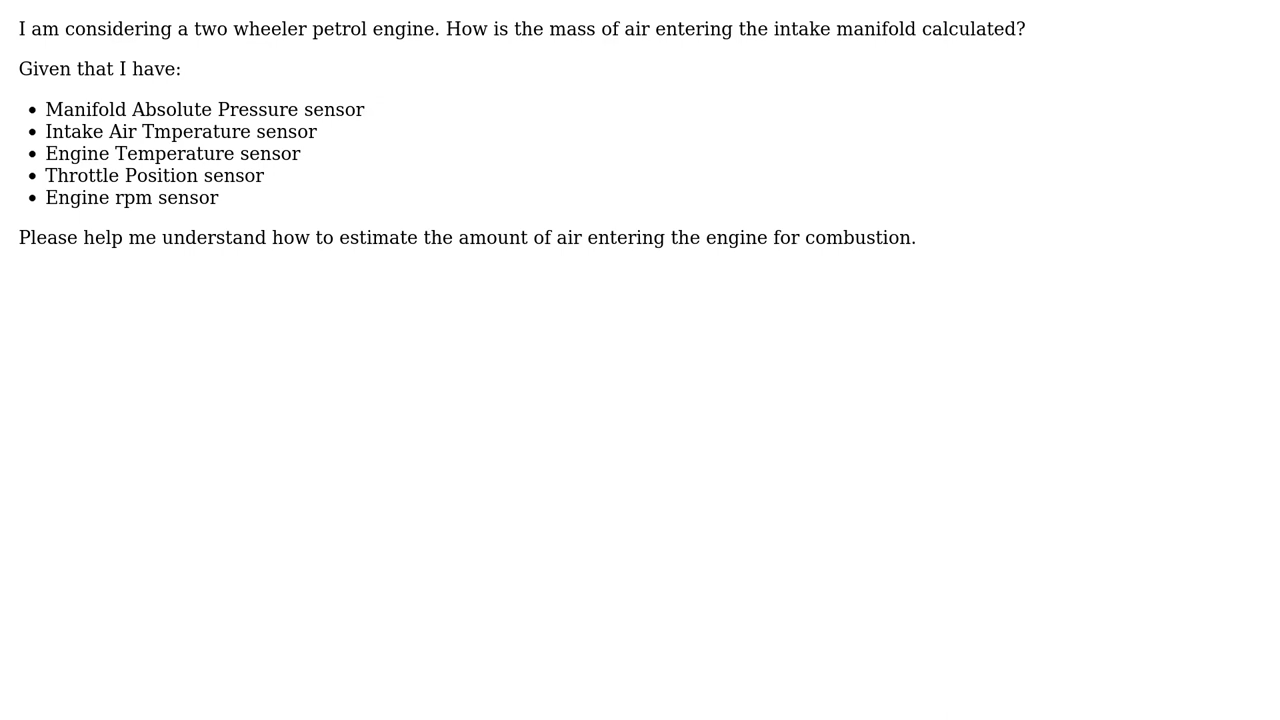 I am considering a two wheeler petrol engine. How is the mass of air entering the intake manifold calculated?
Given that I have:
• Manifold Absolute Pressure sensor
• Intake Air Tmperature sensor
• Engine Temperature sensor
• Throttle Position sensor
• Engine rpm sensor
Please help me understand how to estimate the amount of air entering the engine for combustion.